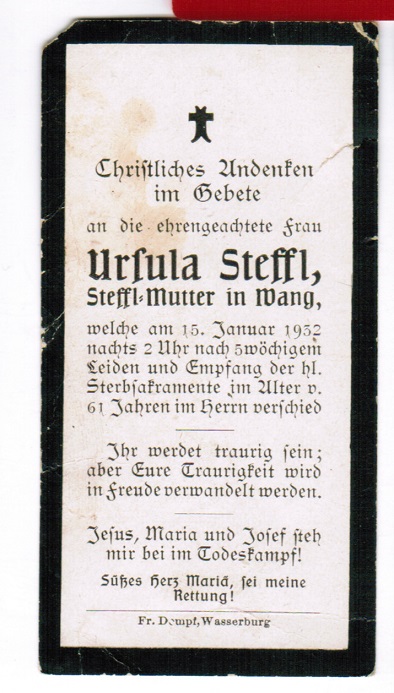 Christliches Andenken
im Gebete
an die ehrengeachtete Frau
Ursula Steffl,
Steffl-Mutter in Wang,
welche am 15. Januar 1932
nachts 2 Uhr nach 5wöchigem
Leiden und Empfang der hl.
Sterbsakramente im Alter v.
61 Jahren im Herrn verschied
Ihr werdet traurig sein;
aber Eure Traurigkeit wird
in Freude verwandelt werden.
Jesus, Maria und Josef steh
mir bei im Todeskampf!
Süßes Herz Mariä, sei meine
Rettung!
Fr. Dempf, Wasserburg